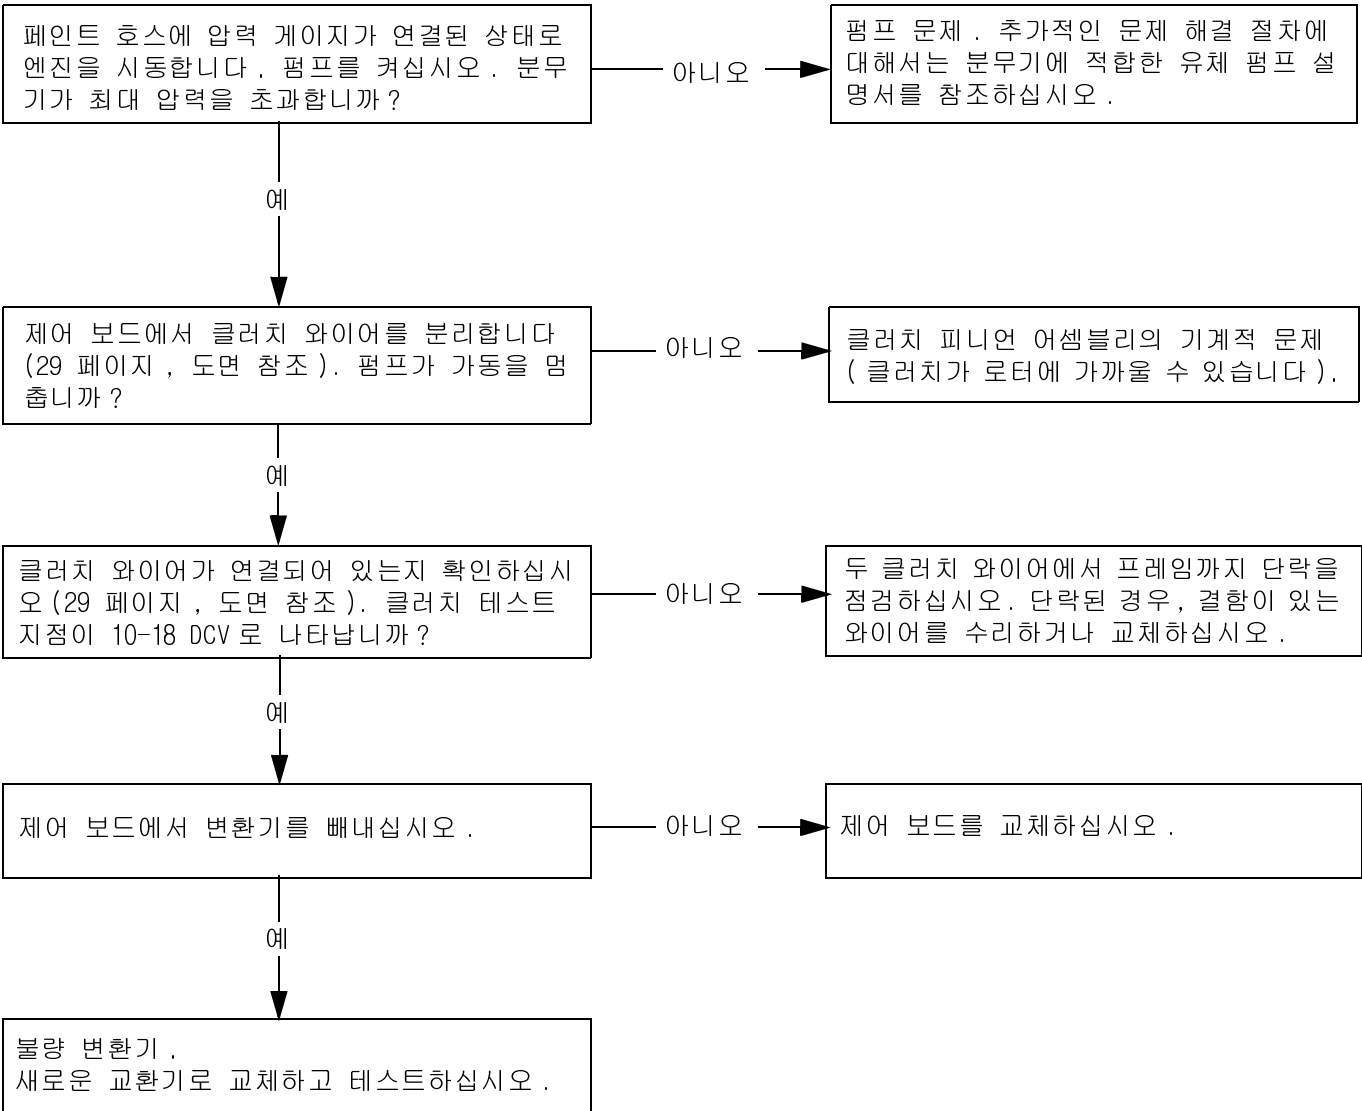 페인트 호스에 압력 게이지가 연결된 상태로
엔진을 시동합니다. 펌프를 켜십시오. 분무
기가 최대 압력을 초과합니까?
아니오
펌프 문제. 추가적인 문제 해결 절차에
대해서는 분무기에 적합한 유체 펌프 설
명서를 참조하십시오.
예
제어 보드에서 클러치 와이어를 분리합니다
(29 페이지, 도면 참조). 펌프가 가동을 멈
춥니까?
아니오
클러치 피니언 어셈블리의 기계적 문제
(클러치가 로터에 가까울 수 있습니다).
예
클러치 와이어가 연결되어 있는지 확인하십시
오(29 페이지, 도면 참조). 클러치 테스트
지점이 10-18 DCV로 나타납니까?
아니오
두 클러치 와이어에서 프레임까지 단락을
점검하십시오. 단락된 경우, 결함이 있는
와이어를 수리하거나 교체하십시오.
예
제어 보드에서 변환기를 빼내십시오.
아니오
제어 보드를 교체하십시오.
예
불량 변환기.
새로운 교환기로 교체하고 테스트하십시오.